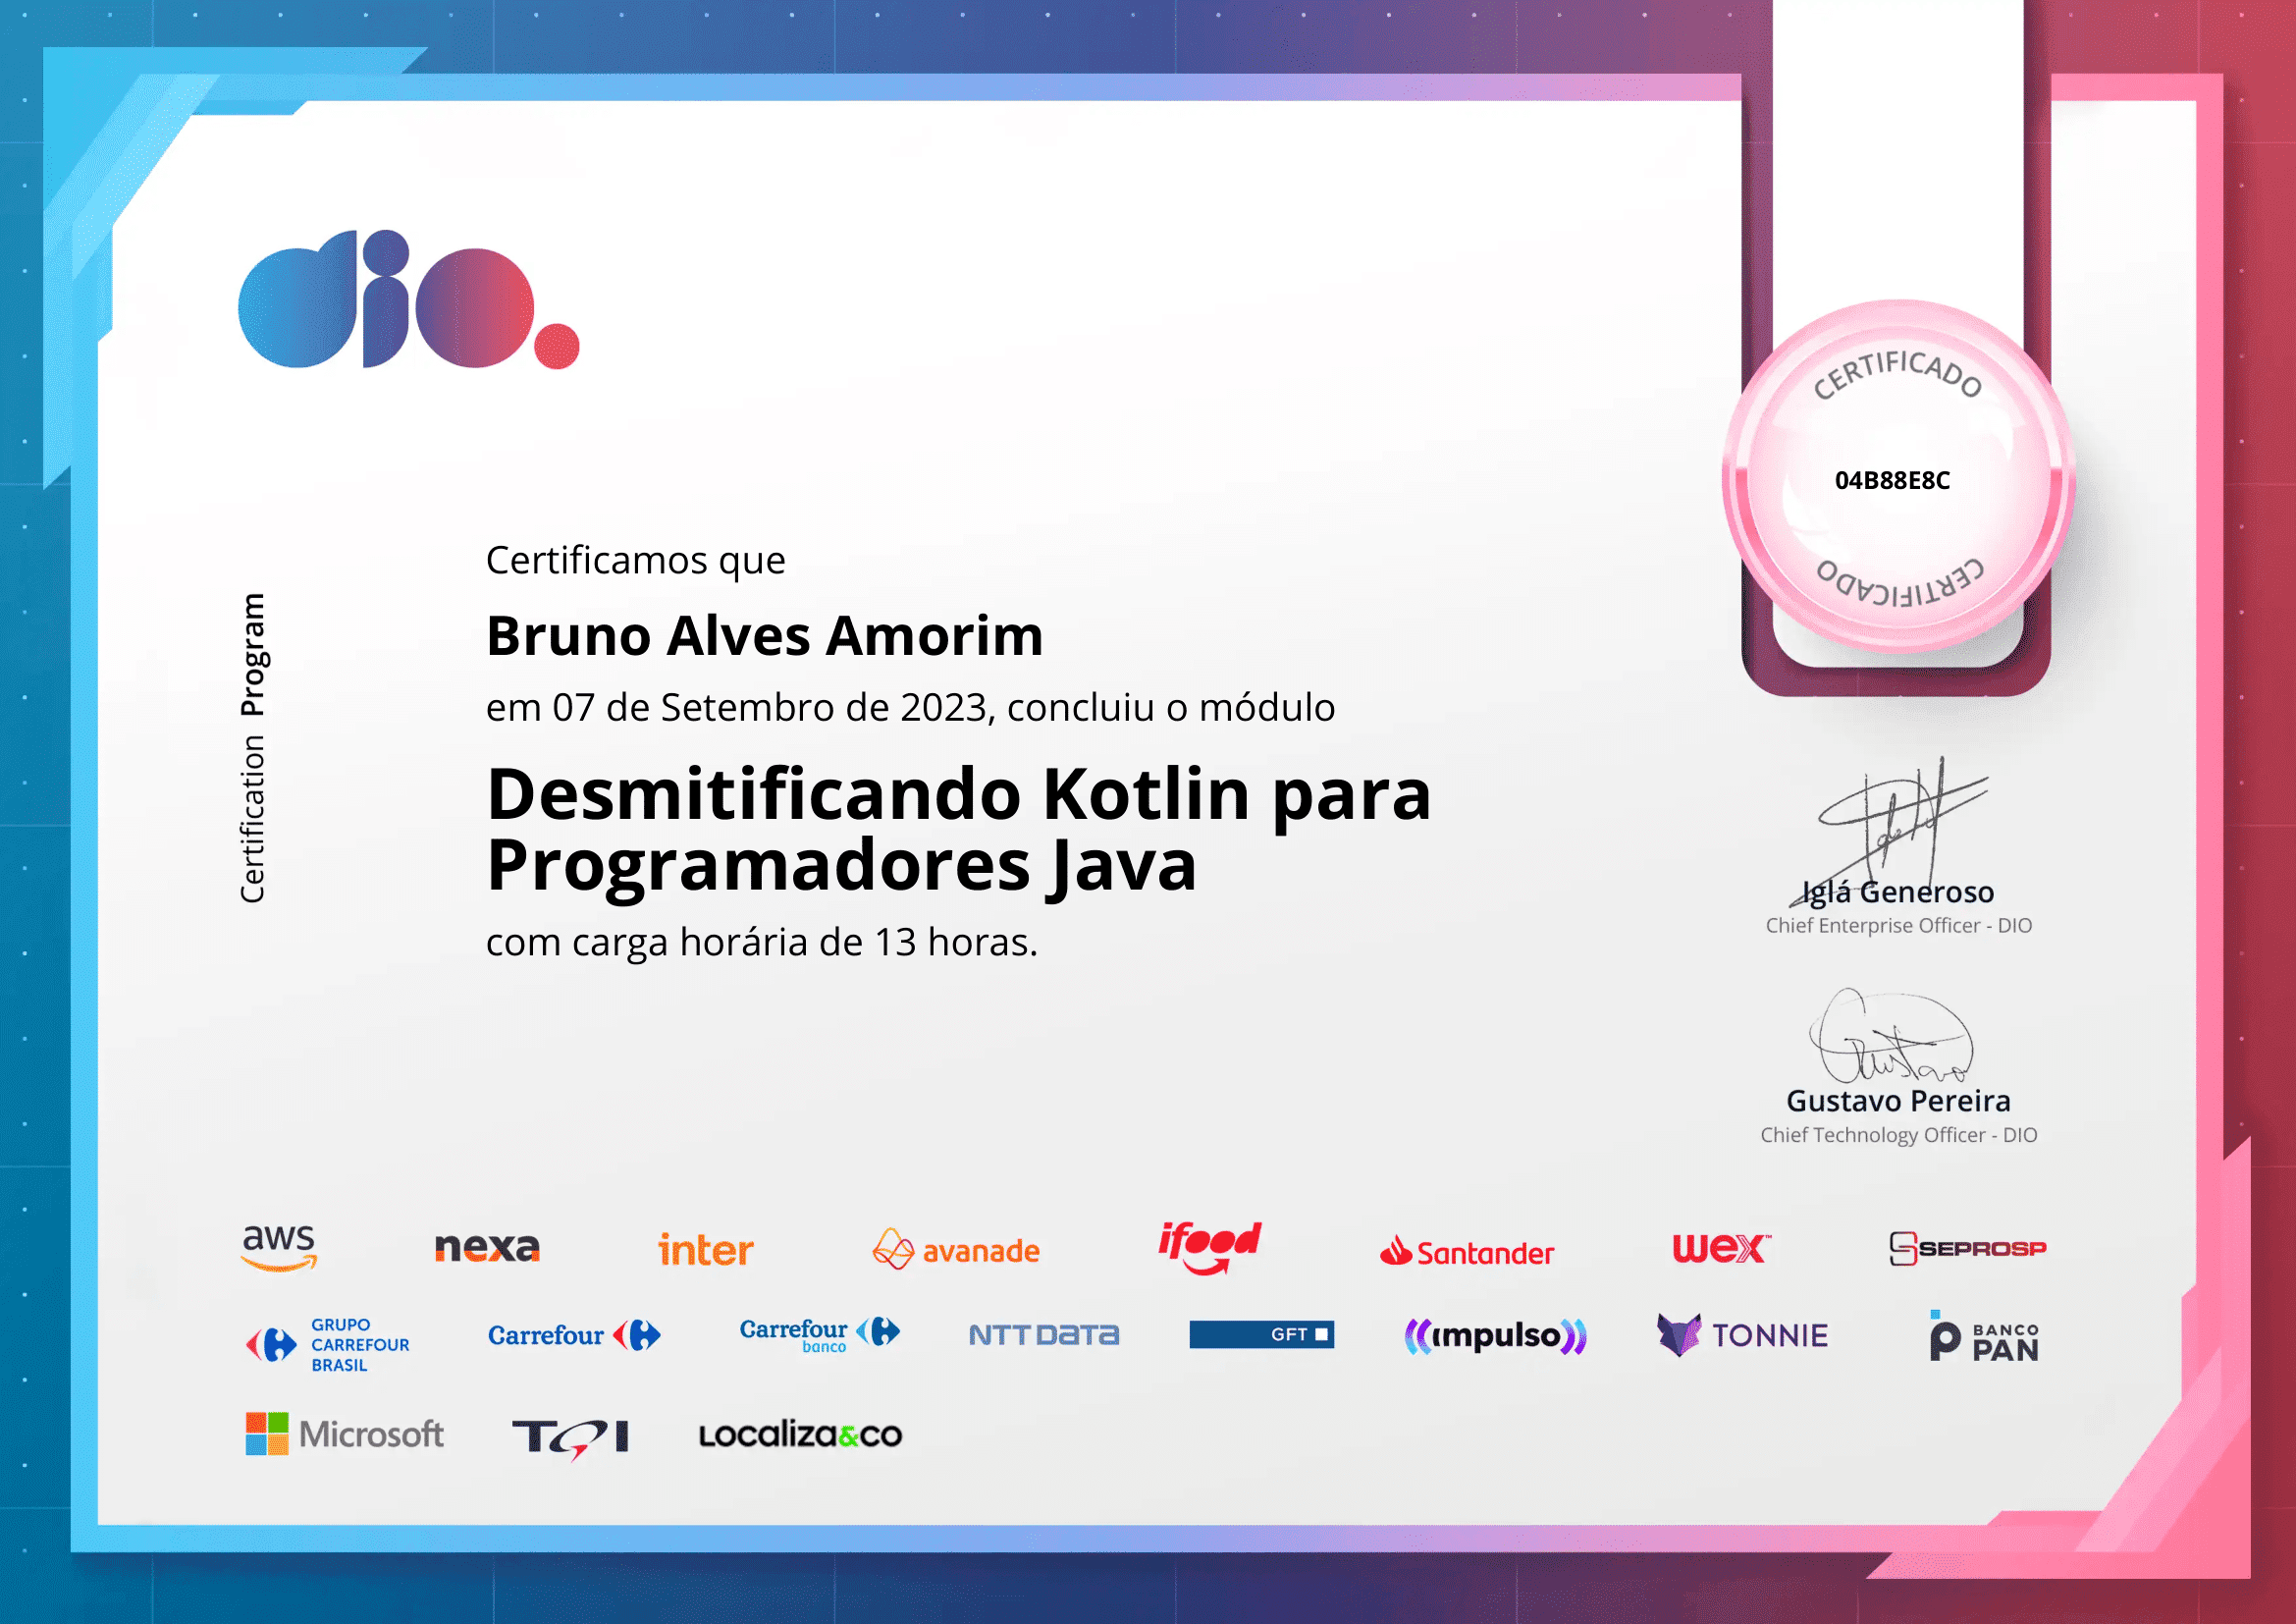 dio.
CERTIFICADO
04B88E8C
CERTIFICADO
Certification Program
Certificamos que
Bruno Alves Amorim
em 07 de Setembro de 2023, concluiu o módulo
Desmitificando Kotlin para
Programadores Java
com carga horária de 13 horas.
Iglá Generoso
Chief Enterprise Officer - DIO
Gustavo
Gustavo Pereira
Chief Technology Officer - DIO
aws nexa inter avanade ifood Santander wex™ SEPROSP
GRUPO
CARREFOUR
BRASIL
Carrefour
Carrefour
banco
NTT DATA
GFT
impulso
TONNIE
BANCO
PAN
Microsoft TQI Localiza&co